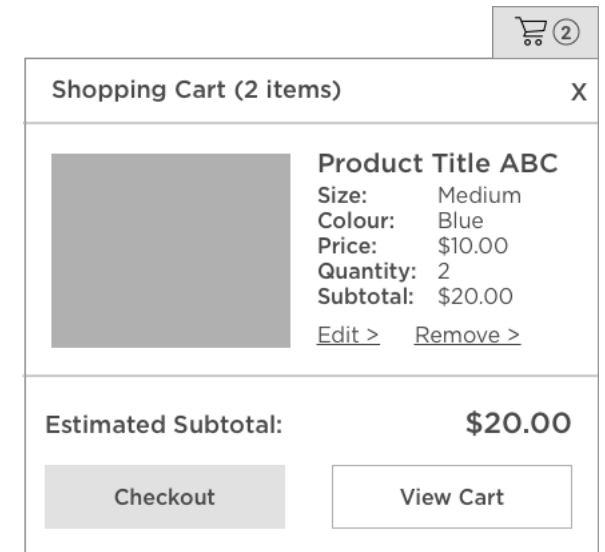 2
Shopping Cart (2 items) X
Product Title ABC
Size: Medium
Colour: Blue
Price: $10.00
Quantity: 2
Subtotal: $20.00
Edit > Remove >
Estimated Subtotal: $20.00
Checkout View Cart